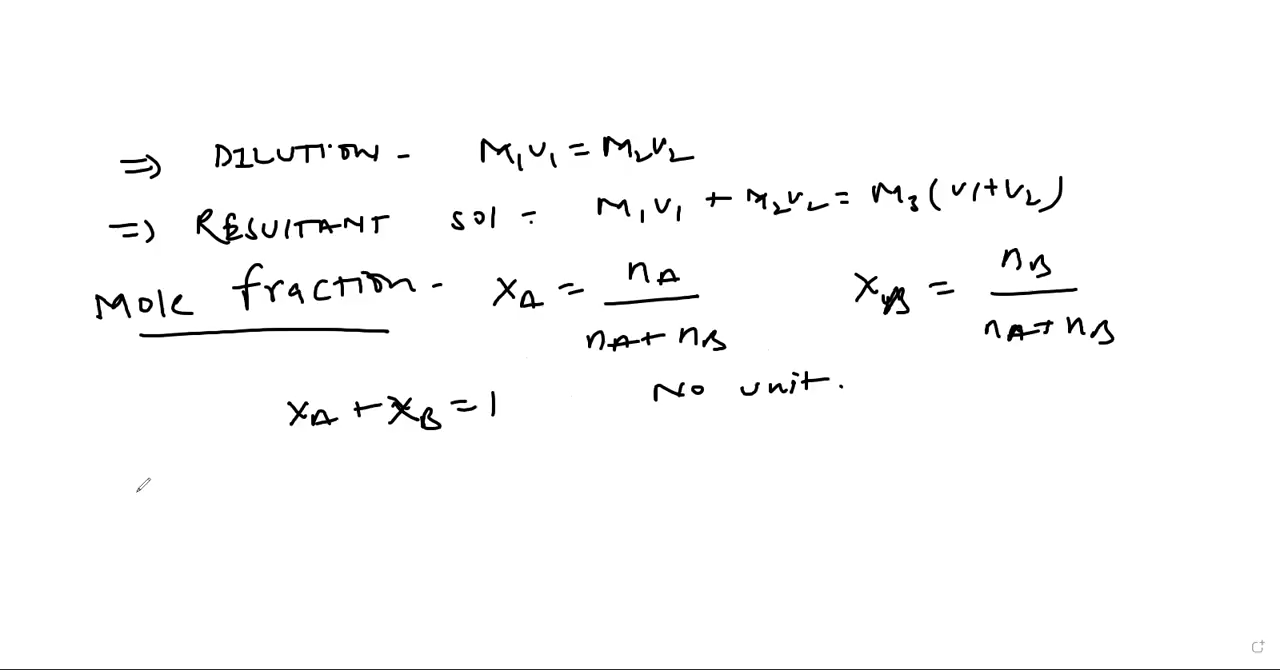 ⇒ DILUTION - M₁V₁ = M₂V₂
⇒ RESULTANT sol - M₁V₁ + M₂V₂ = M₃(V1+V₂)
Mole fraction - x_A = n_A / (n_A + n_B)   x_B = n_B / (n_A + n_B)
x_A + x_B = 1   No unit.